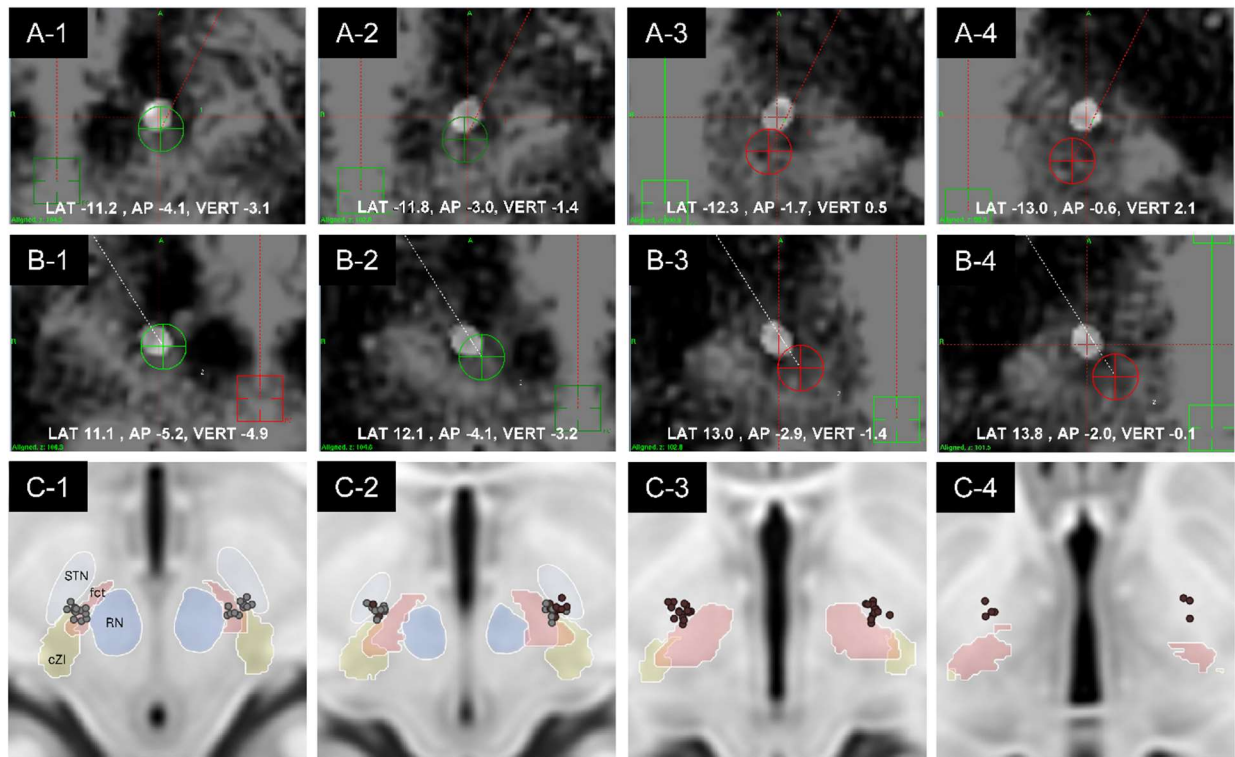 A-1
A
R
LAT -11.2 , AP -4.1, VERT -3.1
A-2
A
LAT -11.8, AP -3.0, VERT -1.4
A-3
A
LAT -12.3 , AP -1.7, VERT 0.5
A-4
A
R
LAT -13.0 , AP -0.6, VERT 2.1
B-1
A
R
LAT 11.1 , AP -5.2, VERT -4.9
B-2
A
R
LAT 12.1 , AP -4.1, VERT -3.2
B-3
A
R
LAT 13.0 , AP -2.9, VERT -1.4
B-4
A
R
LAT 13.8 , AP -2.0, VERT -0.1
C-1
STN
fct
RN
cZI
C-2
C-3
C-4